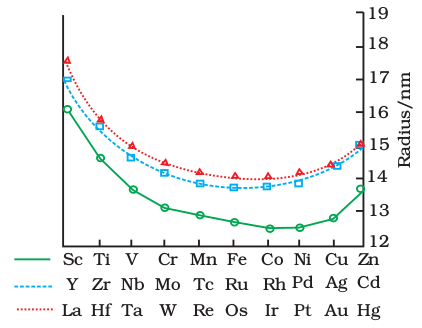 19
18
17
16
15
14
13
12
Radius/nm
Sc Ti V Cr Mn Fe Co Ni Cu Zn
Y Zr Nb Mo Tc Ru Rh Pd Ag Cd
La Hf Ta W Re Os Ir Pt Au Hg